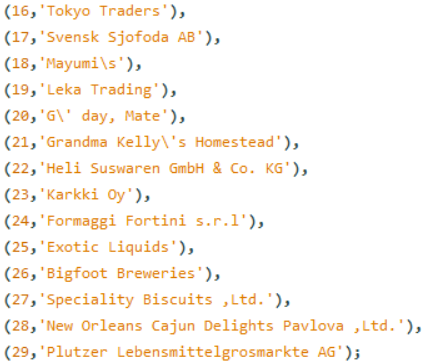 (16,'Tokyo Traders'),
(17,'Svensk Sjofoda AB'),
(18,'Mayumi\s'),
(19,'Leka Trading'),
(20,'G\' day, Mate'),
(21,'Grandma Kelly\'s Homestead'),
(22,'Heli Suswaren GmbH & Co. KG'),
(23,'Karkki Oy'),
(24,'Formaggi Fortini s.r.l'),
(25,'Exotic Liquids'),
(26,'Bigfoot Breweries'),
(27,'Speciality Biscuits ,Ltd.'),
(28,'New Orleans Cajun Delights Pavlova ,Ltd.'),
(29,'Plutzer Lebensmittelgrosmarkte AG');